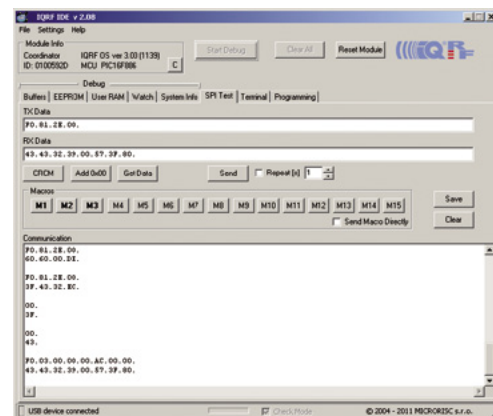 IQRF IDE v 2.08
File Settings Help
Module Info
Coordinator IQRF OS ver 3.00 (1139)
ID: 0100592D MCU PIC16F886 C
Start Debug Clear All Reset Module
IQRF
Debug
Buffers EEPROM User RAM Watch System Info SPI Test Terminal Programming
TX Data
F0.81.2E.00.
RX Data
43.43.32.39.00.57.3F.80.
CRCM Add 0x00 Get Data Send Repeat [s] 1
Macros
M1 M2 M3 M4 M5 M6 M7 M8 M9 M10 M11 M12 M13 M14 M15
Send Macro Directly
Save
Clear
Communication
F0.81.2E.00.
60.60.00.DE.
F0.81.2E.00.
3F.43.32.EC.
00.
3F.
00.
43.
F0.03.00.00.00.AC.00.00.
43.43.32.39.00.57.3F.80.
USB device connected Check Mode © 2004 - 2011 MICRORISC s.r.o.